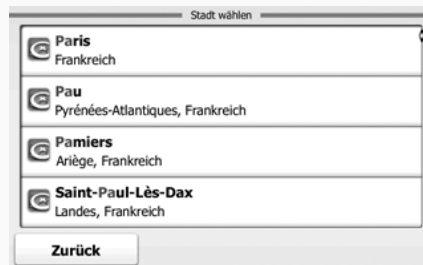 Stadt wählen
Paris
Frankreich
Pau
Pyrénées-Atlantiques, Frankreich
Pamiers
Ariège, Frankreich
Saint-Paul-Lès-Dax
Landes, Frankreich
Zurück